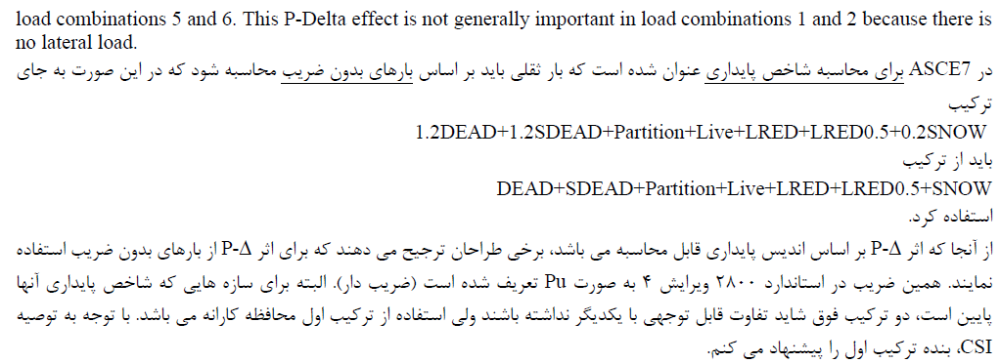 load combinations 5 and 6. This P-Delta effect is not generally important in load combinations 1 and 2 because there is
no lateral load.
در ASCE7 برای محاسبه شاخص پایداری عنوان شده است که بار ثقلی باید بر اساس بارهای بدون ضریب محاسبه شود که در این صورت به جای
ترکیب
1.2DEAD+1.2SDEAD+Partition+Live+LRED+LRED0.5+0.2SNOW
باید از ترکیب
DEAD+SDEAD+Partition+Live+LRED+LRED0.5+SNOW
استفاده کرد.
از آنجا که اثر P-Δ بر اساس اندیس پایداری قابل محاسبه می باشد، برخی طراحان ترجیح می دهند که برای اثر P-Δ از بارهای بدون ضریب استفاده
نمایند. همین ضریب در استاندارد ۲۸۰۰ ویرایش ۴ به صورت Pu تعریف شده است (ضریب دار). البته برای سازه هایی که شاخص پایداری آنها
پایین است، دو ترکیب فوق شاید تفاوت قابل توجهی با یکدیگر نداشته باشند ولی استفاده از ترکیب اول محافظه کارانه می باشد. با توجه به توصیه
CSI، بنده ترکیب اول را پیشنهاد می کنم.